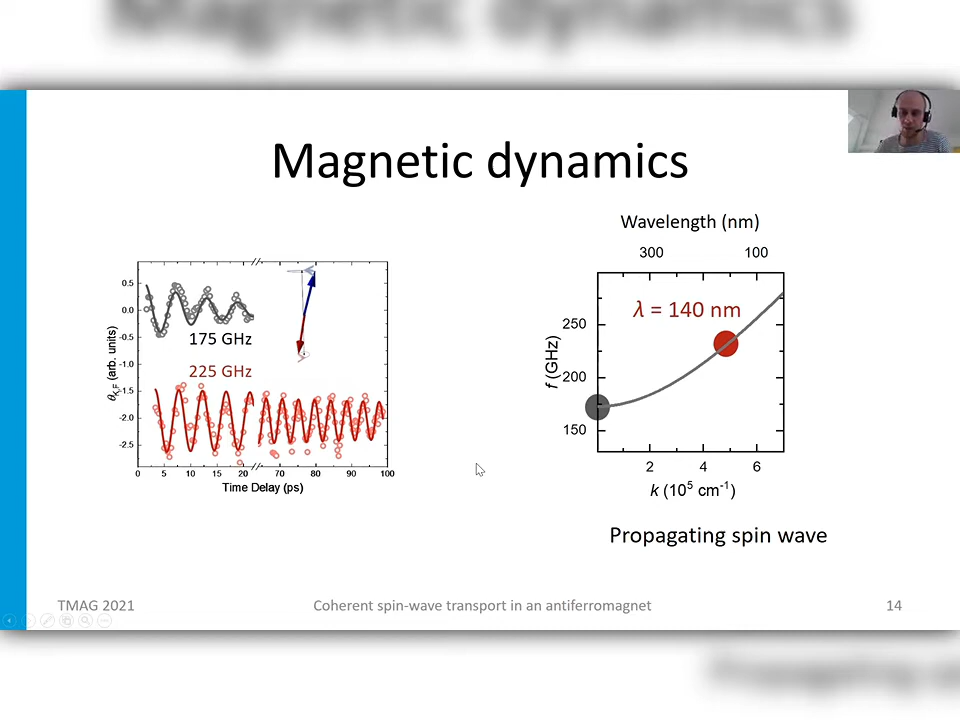 Magnetic dynamics
0.5
0.0
-0.5
-1.0
-1.5
-2.0
-2.5
θK,F (arb. units)
175 GHz
225 GHz
0 5 10 15 20 70 80 90 100
Time Delay (ps)
Wavelength (nm)
300 100
λ = 140 nm
250
200
150
f (GHz)
2 4 6
k (10⁵ cm⁻¹)
Propagating spin wave
TMAG 2021
Coherent spin-wave transport in an antiferromagnet
14